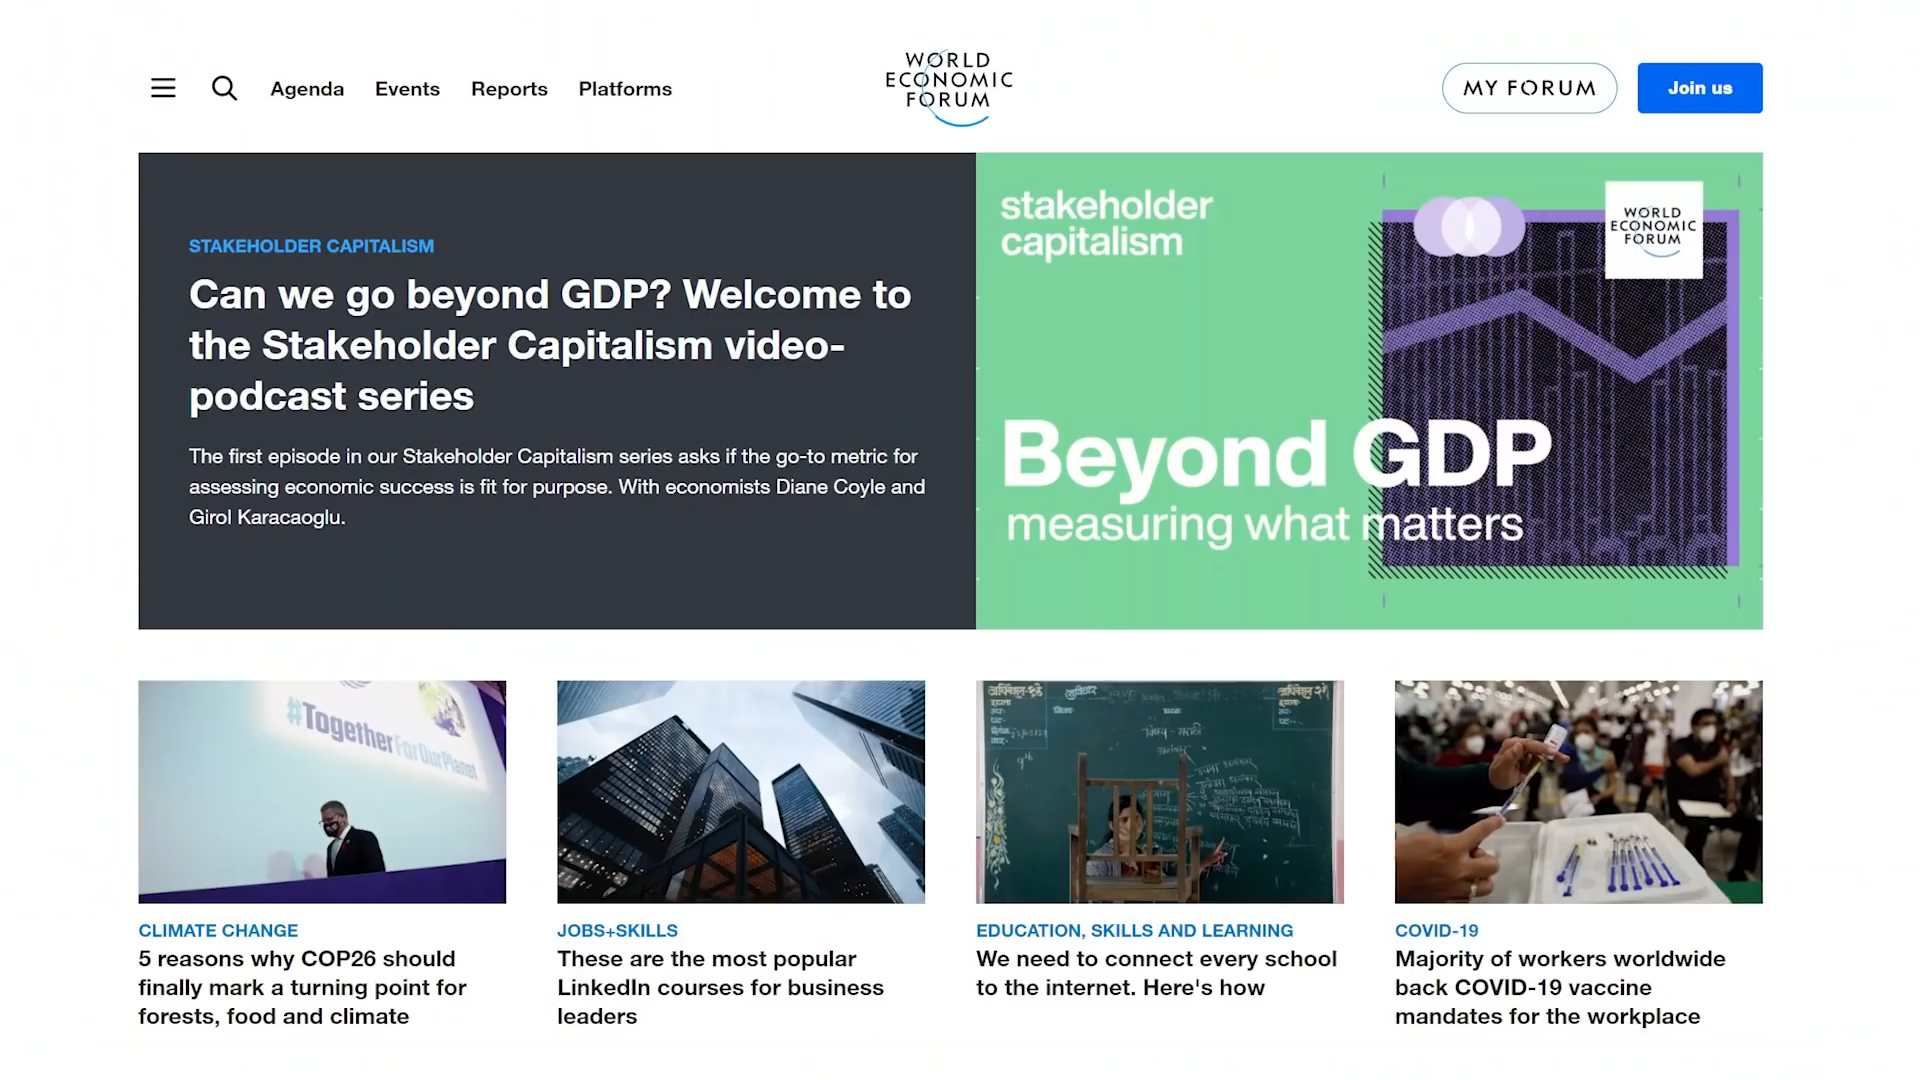 Agenda
Events
Reports
Platforms
WORLD
ECONOMIC
FORUM
MY FORUM
Join us
STAKEHOLDER CAPITALISM
Can we go beyond GDP? Welcome to
the Stakeholder Capitalism video-
podcast series
The first episode in our Stakeholder Capitalism series asks if the go-to metric for
assessing economic success is fit for purpose. With economists Diane Coyle and
Girol Karacaoglu.
stakeholder
capitalism
WORLD
ECONOMIC
FORUM
Beyond GDP
measuring what matters
#TogetherForOurPlanet
CLIMATE CHANGE
5 reasons why COP26 should
finally mark a turning point for
forests, food and climate
JOBS+SKILLS
These are the most popular
LinkedIn courses for business
leaders
EDUCATION, SKILLS AND LEARNING
We need to connect every school
to the internet. Here's how
COVID-19
Majority of workers worldwide
back COVID-19 vaccine
mandates for the workplace